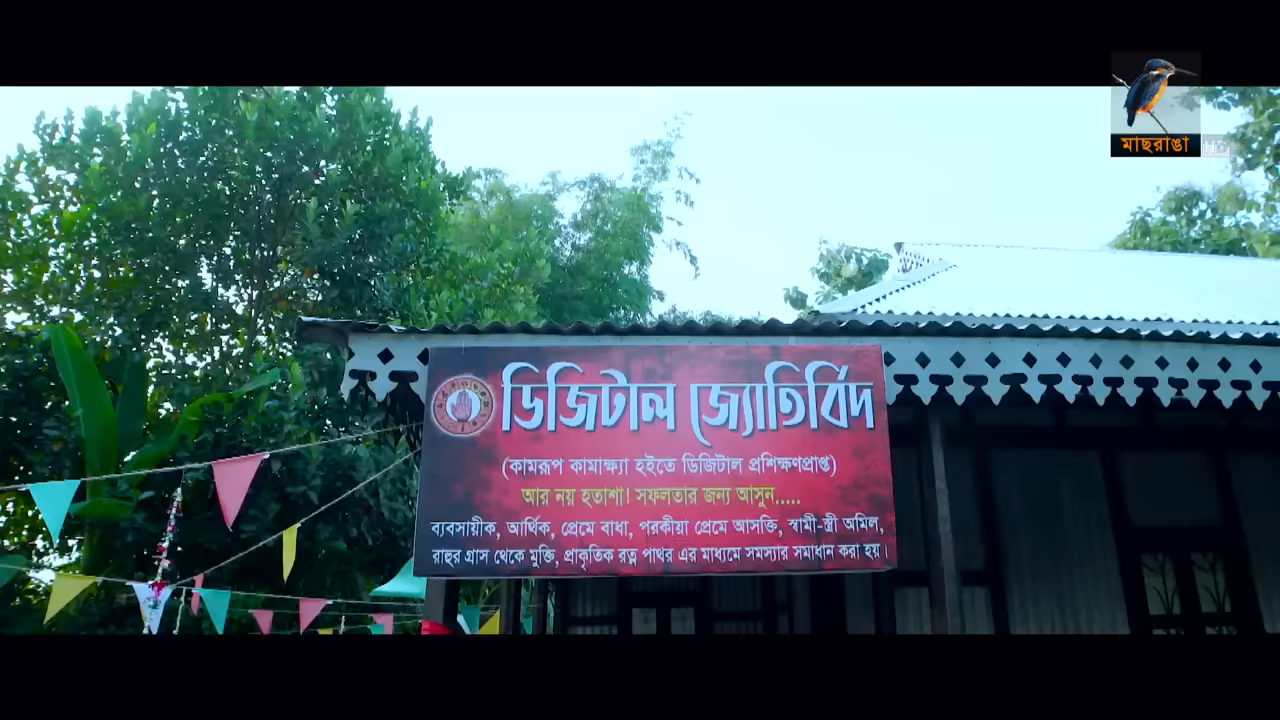 মাছরাঙা
HD
ডিজিটাল জ্যোতির্বিদ
(কামরূপ কামাক্ষ্যা হইতে ডিজিটাল প্রশিক্ষণপ্রাপ্ত)
আর নয় হতাশা! সফলতার জন্য আসুন.....
ব্যবসায়ীক, আর্থিক, প্রেমে বাধা, পরকীয়া প্রেমে আসক্তি, স্বামী-স্ত্রী অমিল,
রাহুর গ্রাস থেকে মুক্তি, প্রাকৃতিক রত্ন পাথর এর মাধ্যমে সমস্যার সমাধান করা হয়।